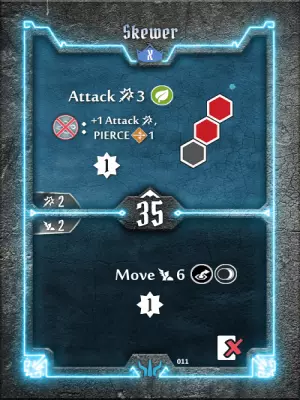 Skewer
X
Attack 3
+1 Attack,
PIERCE 1
1
2
35
2
Move 6
1
011